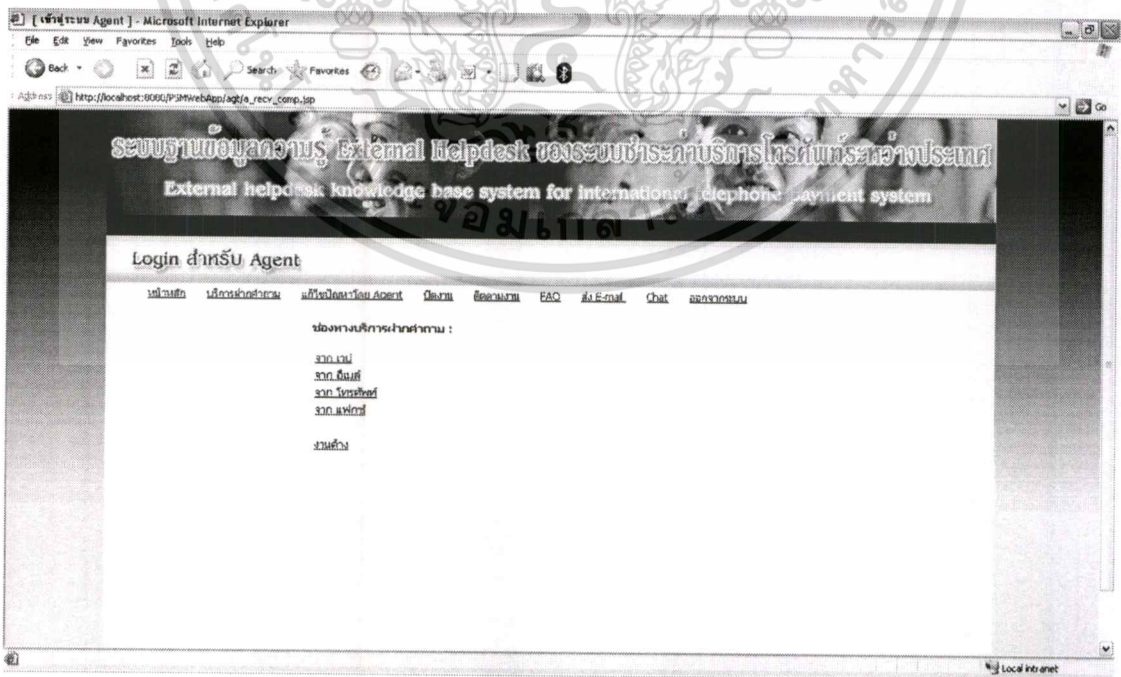 [ เข้าสู่ระบบ Agent ] - Microsoft Internet Explorer
File Edit View Favorites Tools Help
Back Search Favorites
Address http://localhost:8080/PSMWebApp/agt/a_recv_comp.jsp Go
ระบบฐานข้อมูลความรู้ External Helpdesk ของระบบชำระค่าบริการโทรศัพท์ระหว่างประเทศ
External helpdesk knowledge base system for international telephone payment system
จอมเกล้า
Login สำหรับ Agent
หน้าหลัก บริการฝากคำถาม แก้ไขปัญหาโดย Agent ปิดงาน ติดตามงาน FAQ ส่ง E-mail Chat ออกจากระบบ
ช่องทางบริการฝากคำถาม :
จาก เวป
จาก อีเมล์
จาก โทรศัพท์
จาก แฟกซ์
งานค้าง
Local intranet